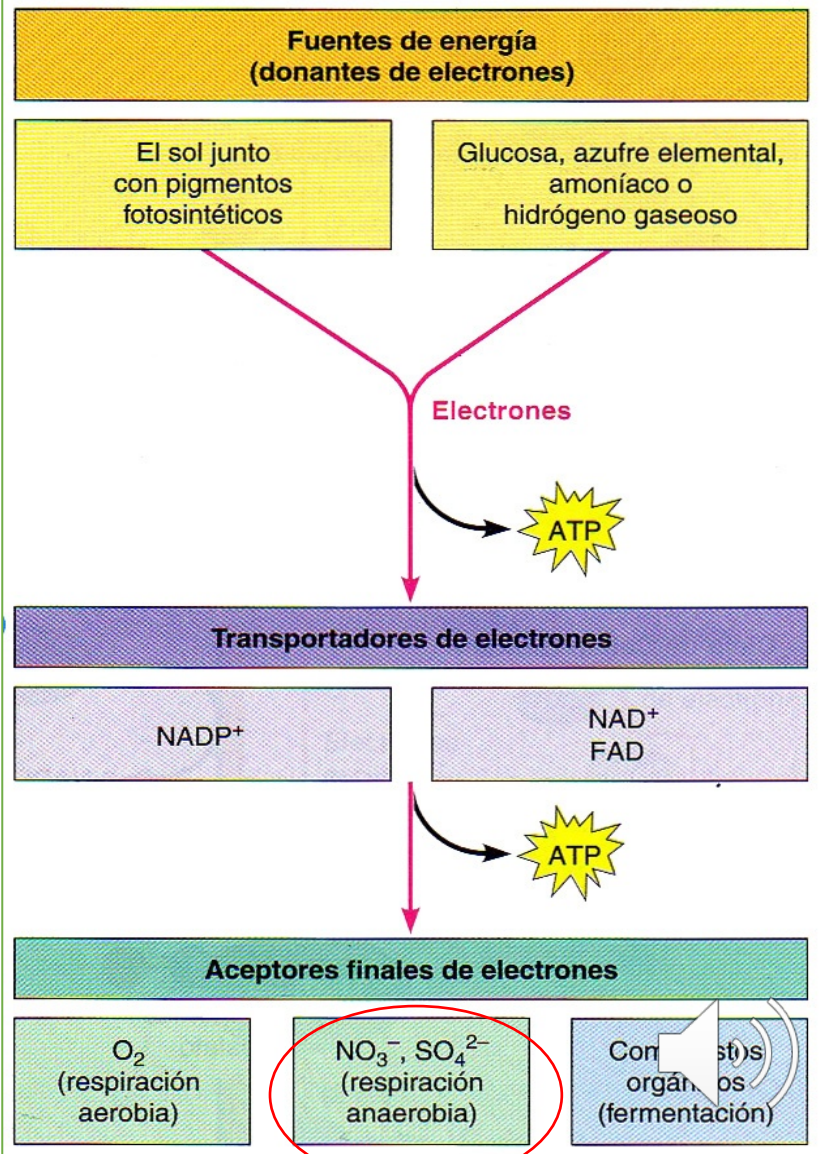 Fuentes de energía
(donantes de electrones)
El sol junto
con pigmentos
fotosintéticos
Glucosa, azufre elemental,
amoníaco o
hidrógeno gaseoso
Electrones
ATP
Transportadores de electrones
NADP⁺
NAD⁺
FAD
ATP
Aceptores finales de electrones
O₂
(respiración
aerobia)
NO₃⁻, SO₄²⁻
(respiración
anaerobia)
(fermentación)